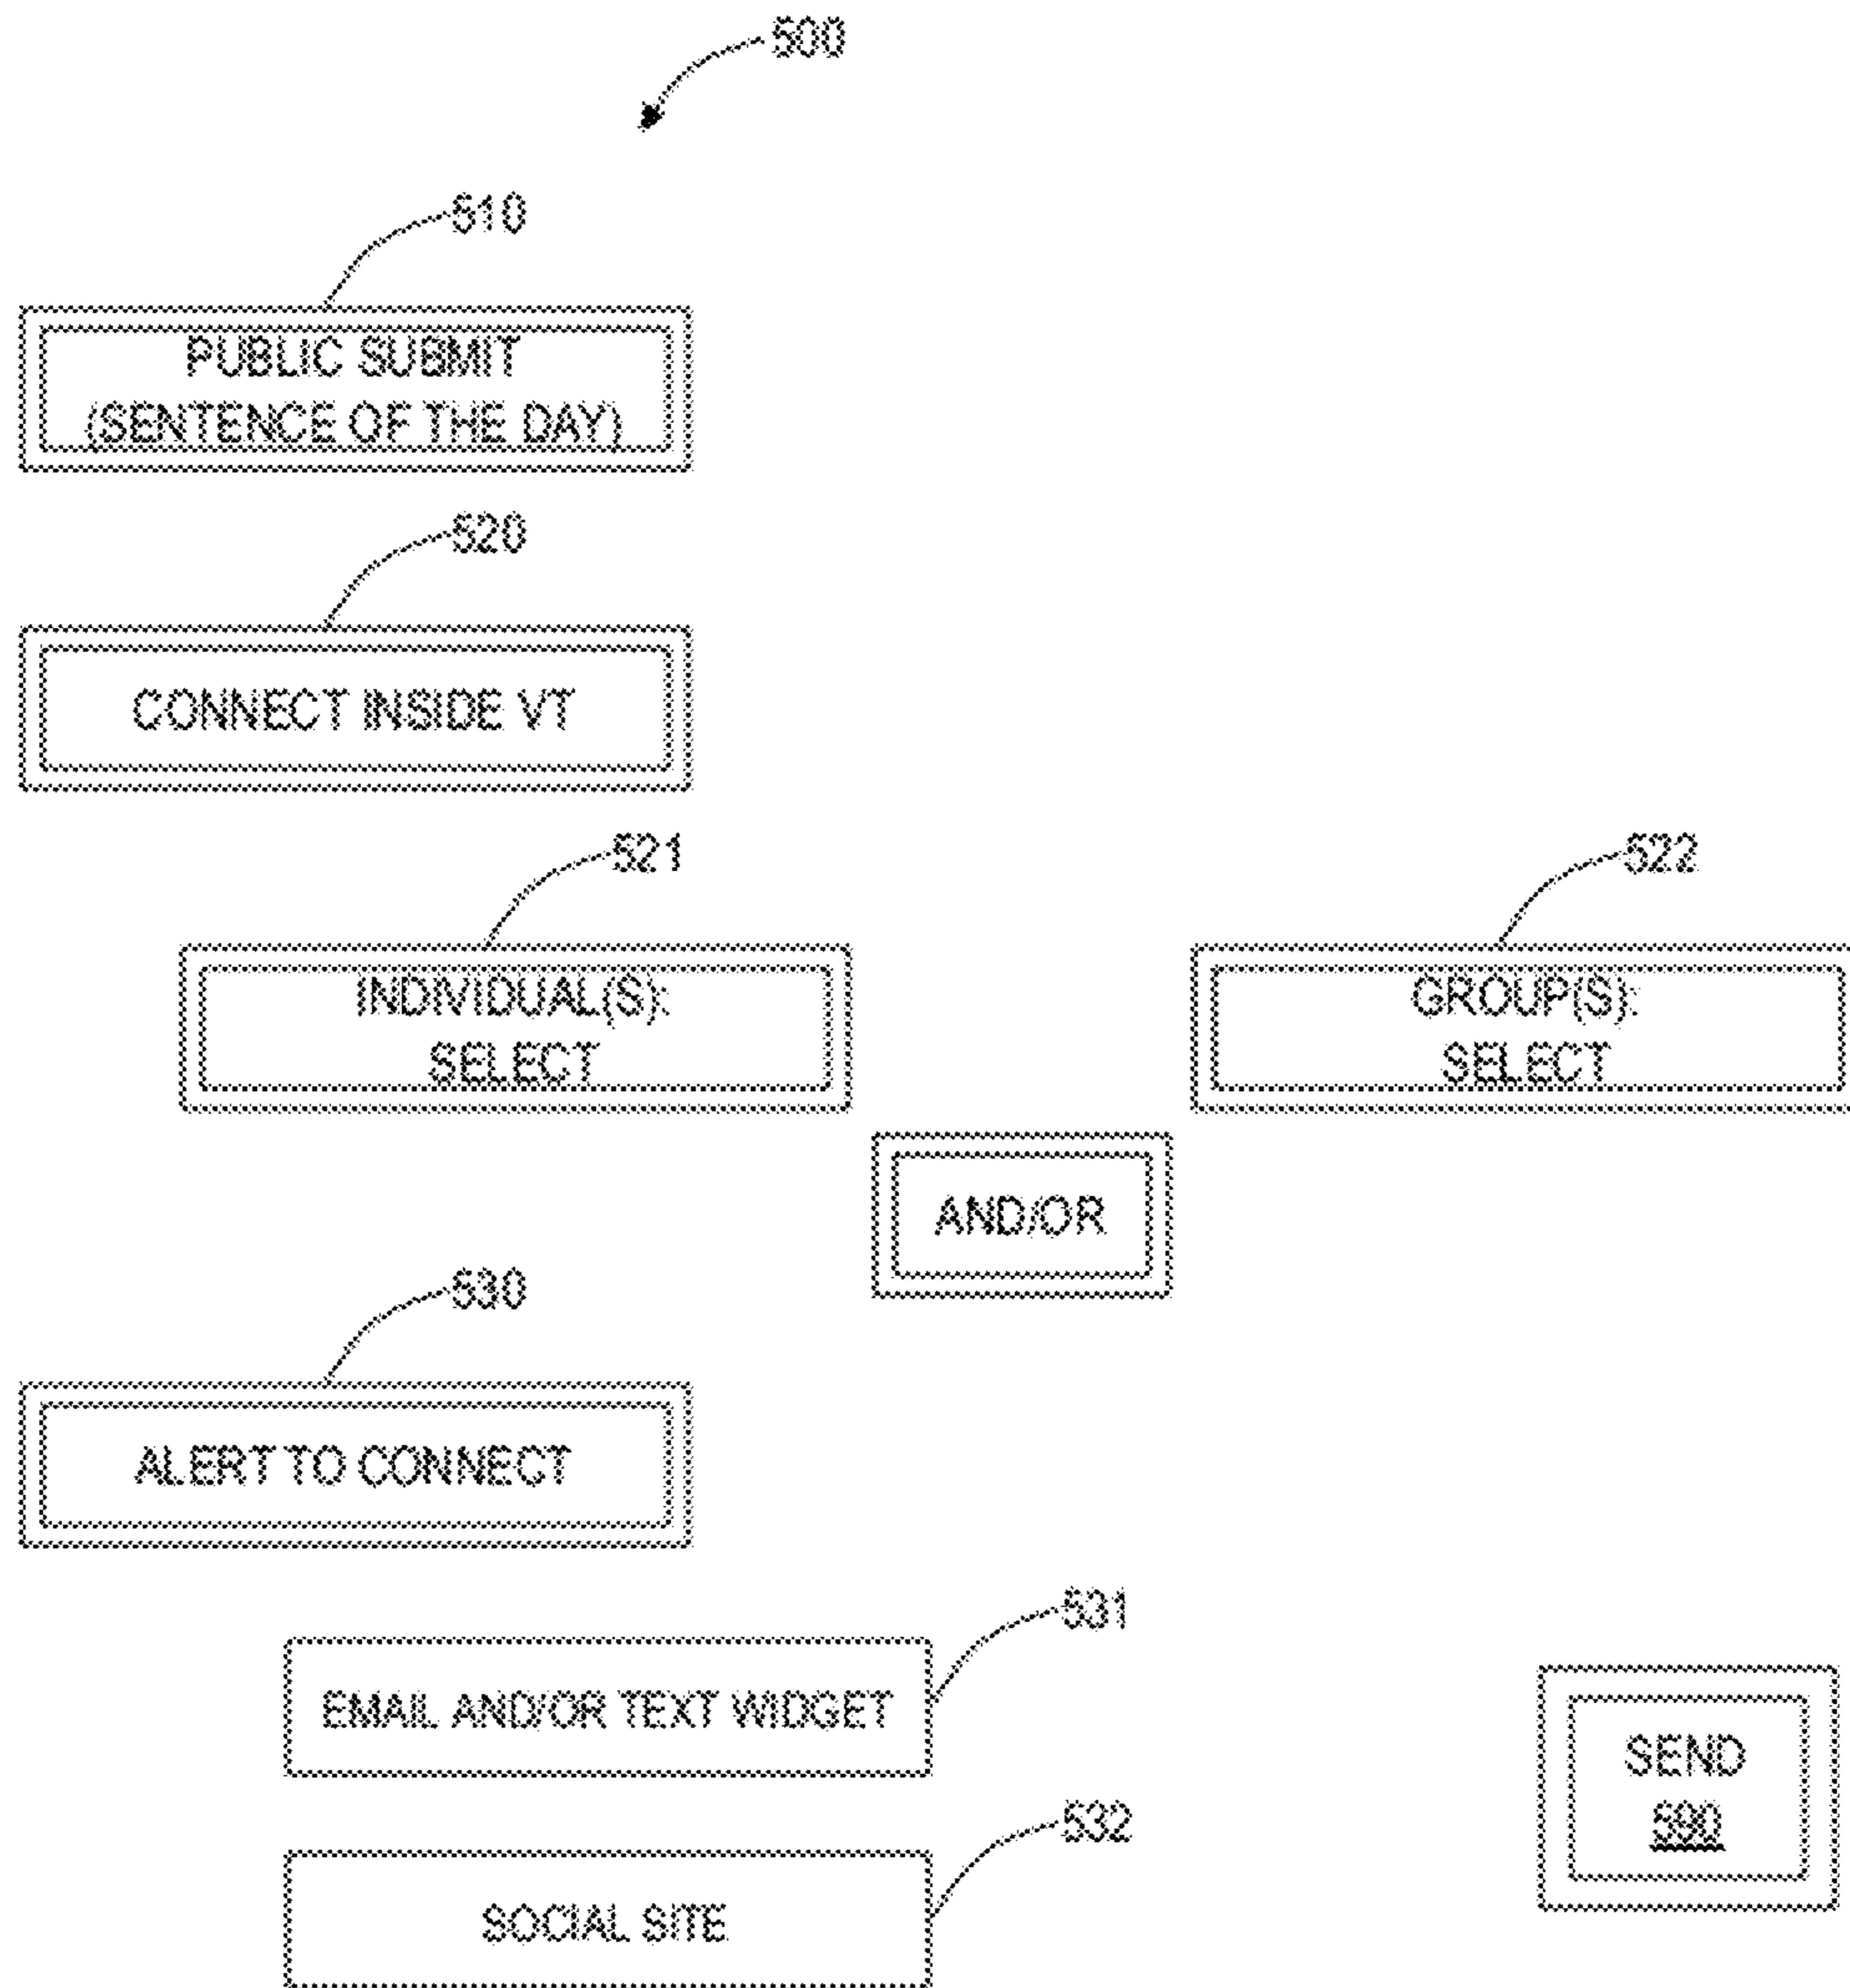 500
510
PUBLIC SUBMIT
(SENTENCE OF THE DAY)
520
CONNECT INSIDE VT
521
522
INDIVIDUAL(S):
SELECT
GROUP(S):
SELECT
AND/OR
530
ALERT TO CONNECT
531
EMAIL AND/OR TEXT WIDGET
SEND
590
532
SOCIAL SITE